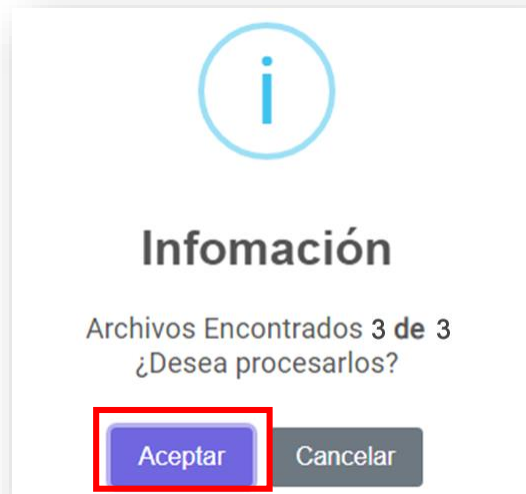 i
Infomación
Archivos Encontrados 3 de 3
¿Desea procesarlos?
Aceptar Cancelar